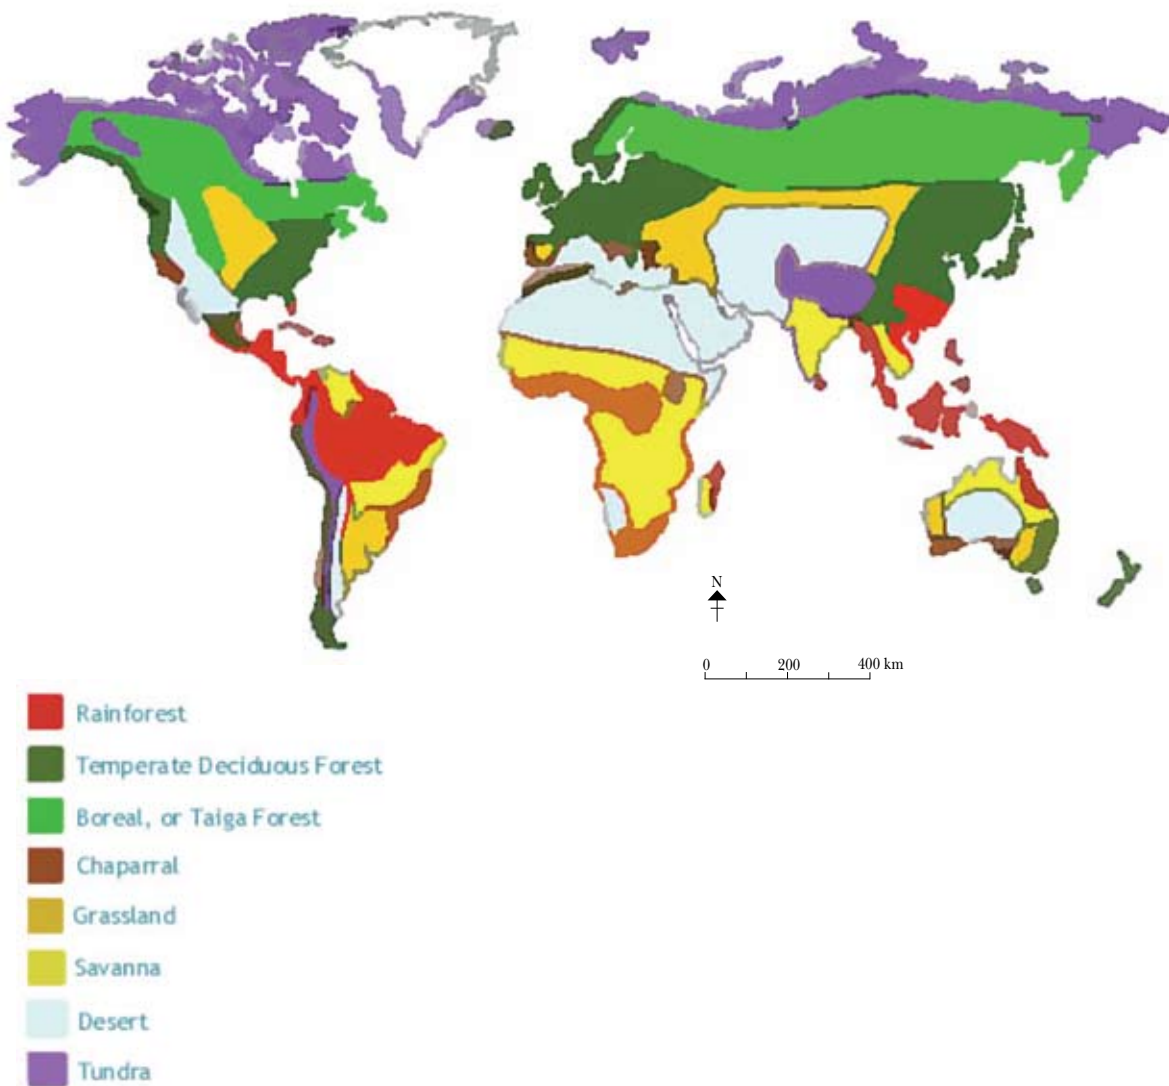 N
0 200 400 km
Rainforest
Temperate Deciduous Forest
Boreal, or Taiga Forest
Chaparral
Grassland
Savanna
Desert
Tundra